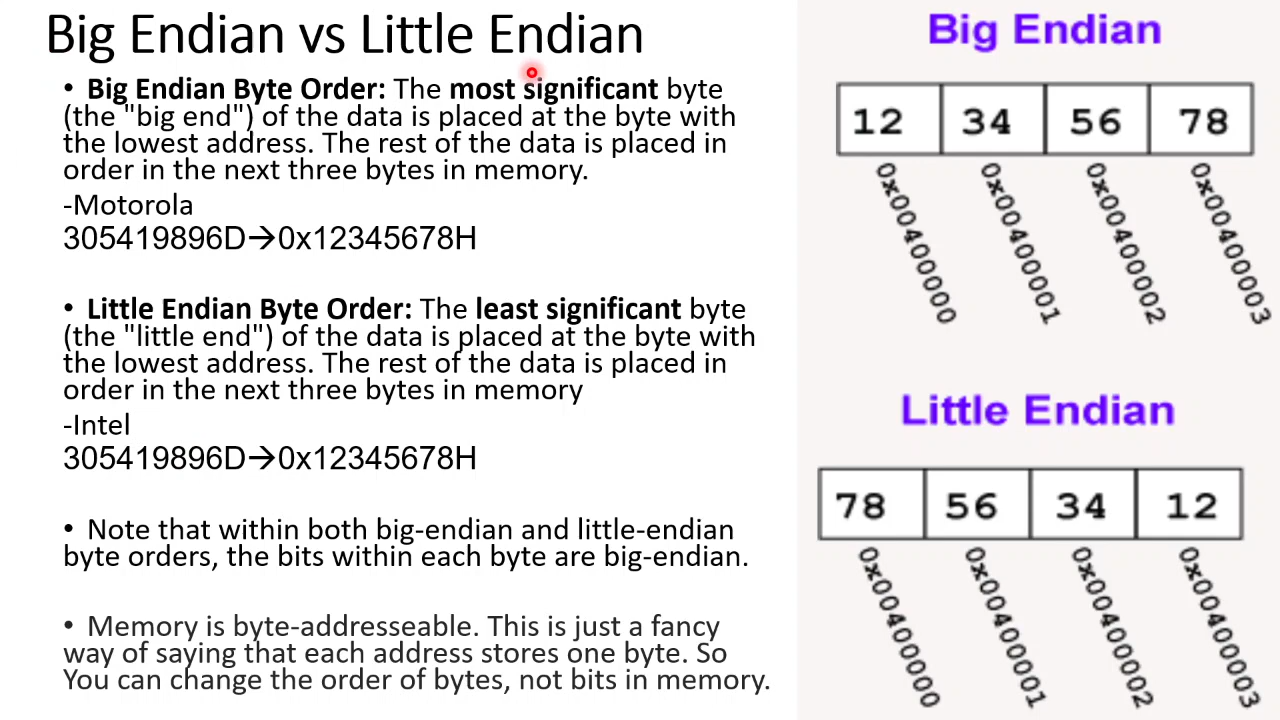 Big Endian vs Little Endian
• Big Endian Byte Order: The most significant byte
(the "big end") of the data is placed at the byte with
the lowest address. The rest of the data is placed in
order in the next three bytes in memory.
-Motorola
305419896D→0x12345678H
• Little Endian Byte Order: The least significant byte
(the "little end") of the data is placed at the byte with
the lowest address. The rest of the data is placed in
order in the next three bytes in memory
-Intel
305419896D→0x12345678H
• Note that within both big-endian and little-endian
byte orders, the bits within each byte are big-endian.
• Memory is byte-addresseable. This is just a fancy
way of saying that each address stores one byte. So
You can change the order of bytes, not bits in memory.
Big Endian
12 34 56 78
0x00400000
0x00400001
0x00400002
0x00400003
Little Endian
78 56 34 12
0x00400000
0x00400001
0x00400002
0x00400003